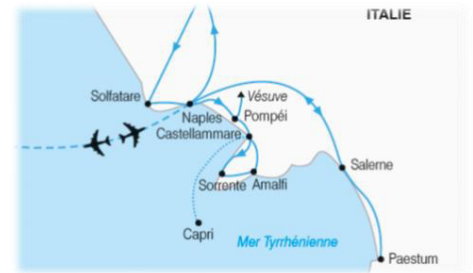 ITALIE
Solfatare
Vésuve
Naples
Pompéi
Castellammare
Salerne
Sorrente
Amalfi
Capri
Mer Tyrrhénienne
Paestum